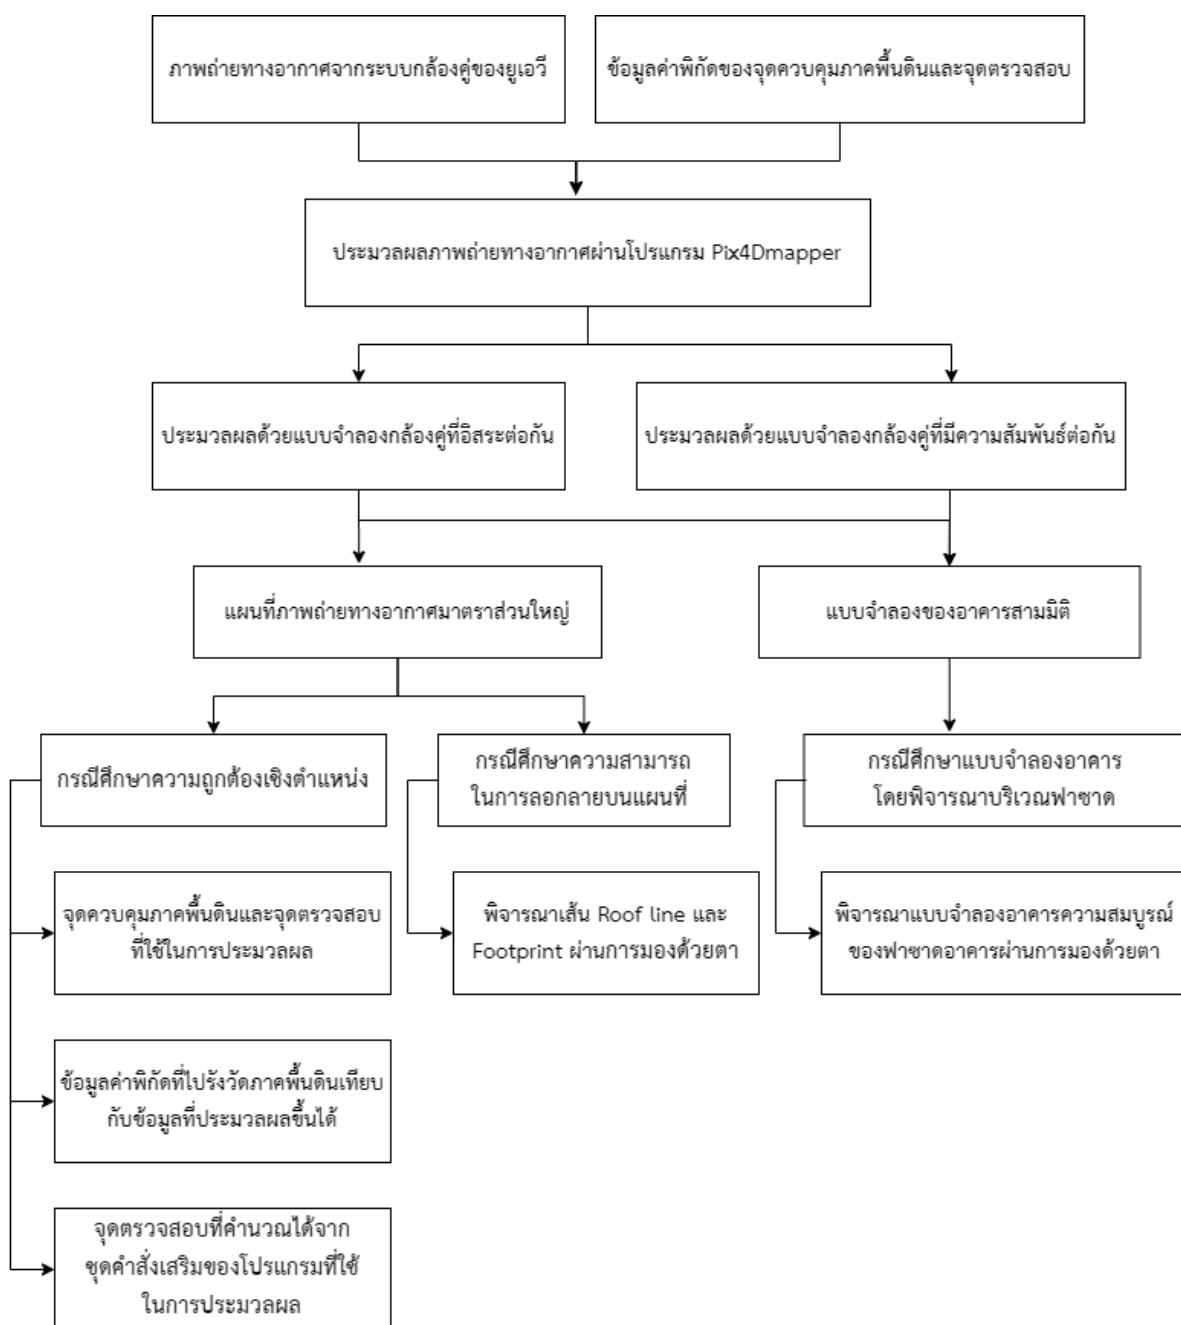 ภาพถ่ายทางอากาศจากระบบกล้องคู่ของยูเอวี
ข้อมูลค่าพิกัดของจุดควบคุมภาคพื้นดินและจุดตรวจสอบ
ประมวลผลภาพถ่ายทางอากาศผ่านโปรแกรม Pix4Dmapper
ประมวลผลด้วยแบบจำลองกล้องคู่ที่อิสระต่อกัน
ประมวลผลด้วยแบบจำลองกล้องคู่ที่มีความสัมพันธ์ต่อกัน
แผนที่ภาพถ่ายทางอากาศมาตราส่วนใหญ่
แบบจำลองของอาคารสามมิติ
กรณีศึกษาความถูกต้องเชิงตำแหน่ง
กรณีศึกษาความสามารถ
ในการลอกลายบนแผนที่
กรณีศึกษาแบบจำลองอาคาร
โดยพิจารณาบริเวณฟาซาด
จุดควบคุมภาคพื้นดินและจุดตรวจสอบ
ที่ใช้ในการประมวลผล
พิจารณาเส้น Roof line และ
Footprint ผ่านการมองด้วยตา
พิจารณาแบบจำลองอาคารความสมบูรณ์
ของฟาซาดอาคารผ่านการมองด้วยตา
ข้อมูลค่าพิกัดที่ไปรังวัดภาคพื้นดินเทียบ
กับข้อมูลที่ประมวลผลขึ้นได้
จุดตรวจสอบที่คำนวณได้จาก
ชุดคำสั่งเสริมของโปรแกรมที่ใช้
ในการประมวลผล